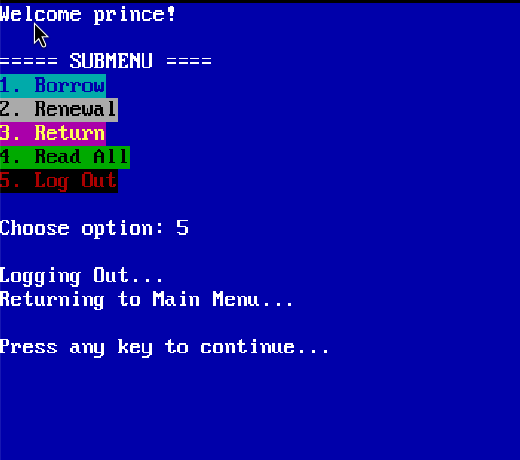 Welcome prince!
===== SUBMENU ====
1. Borrow
2. Renewal
3. Return
4. Read All
5. Log Out
Choose option: 5
Logging Out...
Returning to Main Menu...
Press any key to continue...